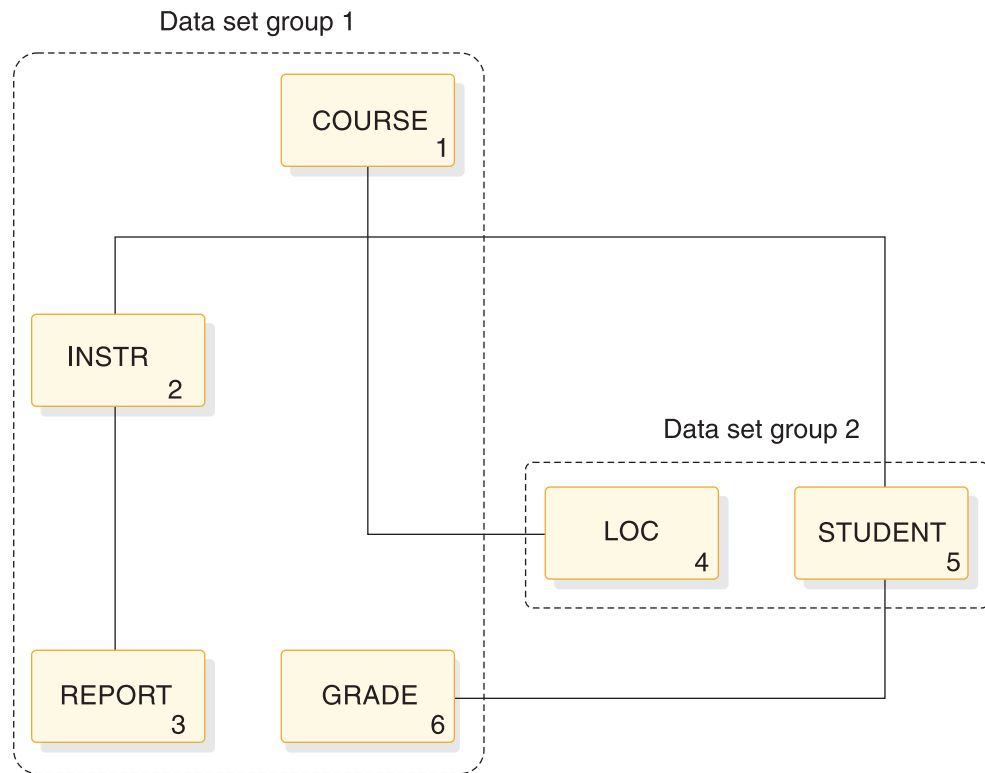 Data set group 1
COURSE
1
INSTR
2
Data set group 2
LOC
4
STUDENT
5
REPORT
3
GRADE
6